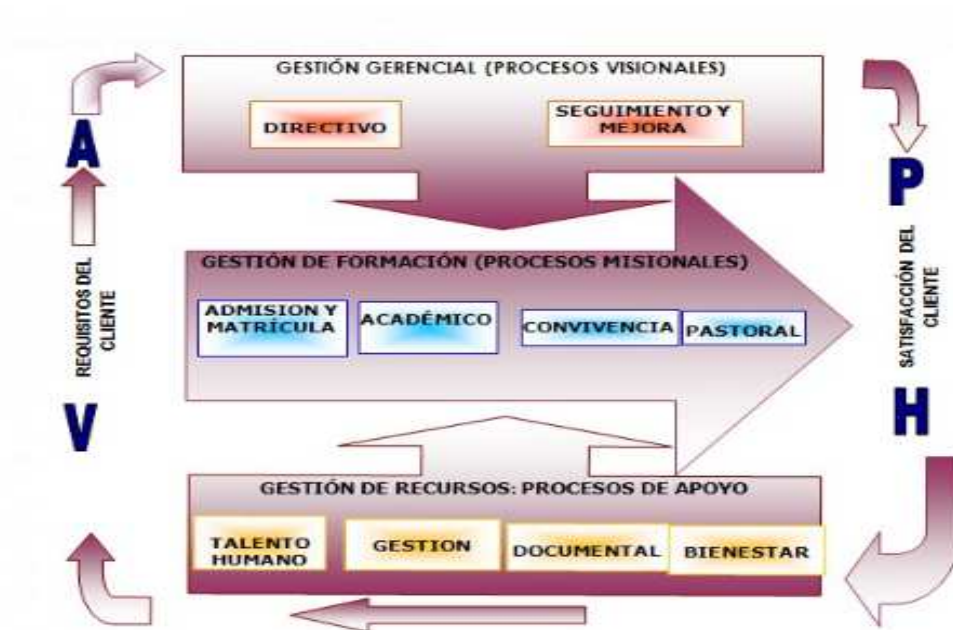 GESTIÓN GERENCIAL (PROCESOS VISIONALES)
DIRECTIVO
SEGUIMIENTO Y
MEJORA
A
P
REQUISITOS DEL
CLIENTE
SATISFACCIÓN DEL
CLIENTE
GESTIÓN DE FORMACIÓN (PROCESOS MISIONALES)
ADMISION Y
MATRÍCULA
ACADÉMICO
CONVIVENCIA
PASTORAL
V
H
GESTIÓN DE RECURSOS: PROCESOS DE APOYO
TALENTO
HUMANO
GESTION
DOCUMENTAL
BIENESTAR